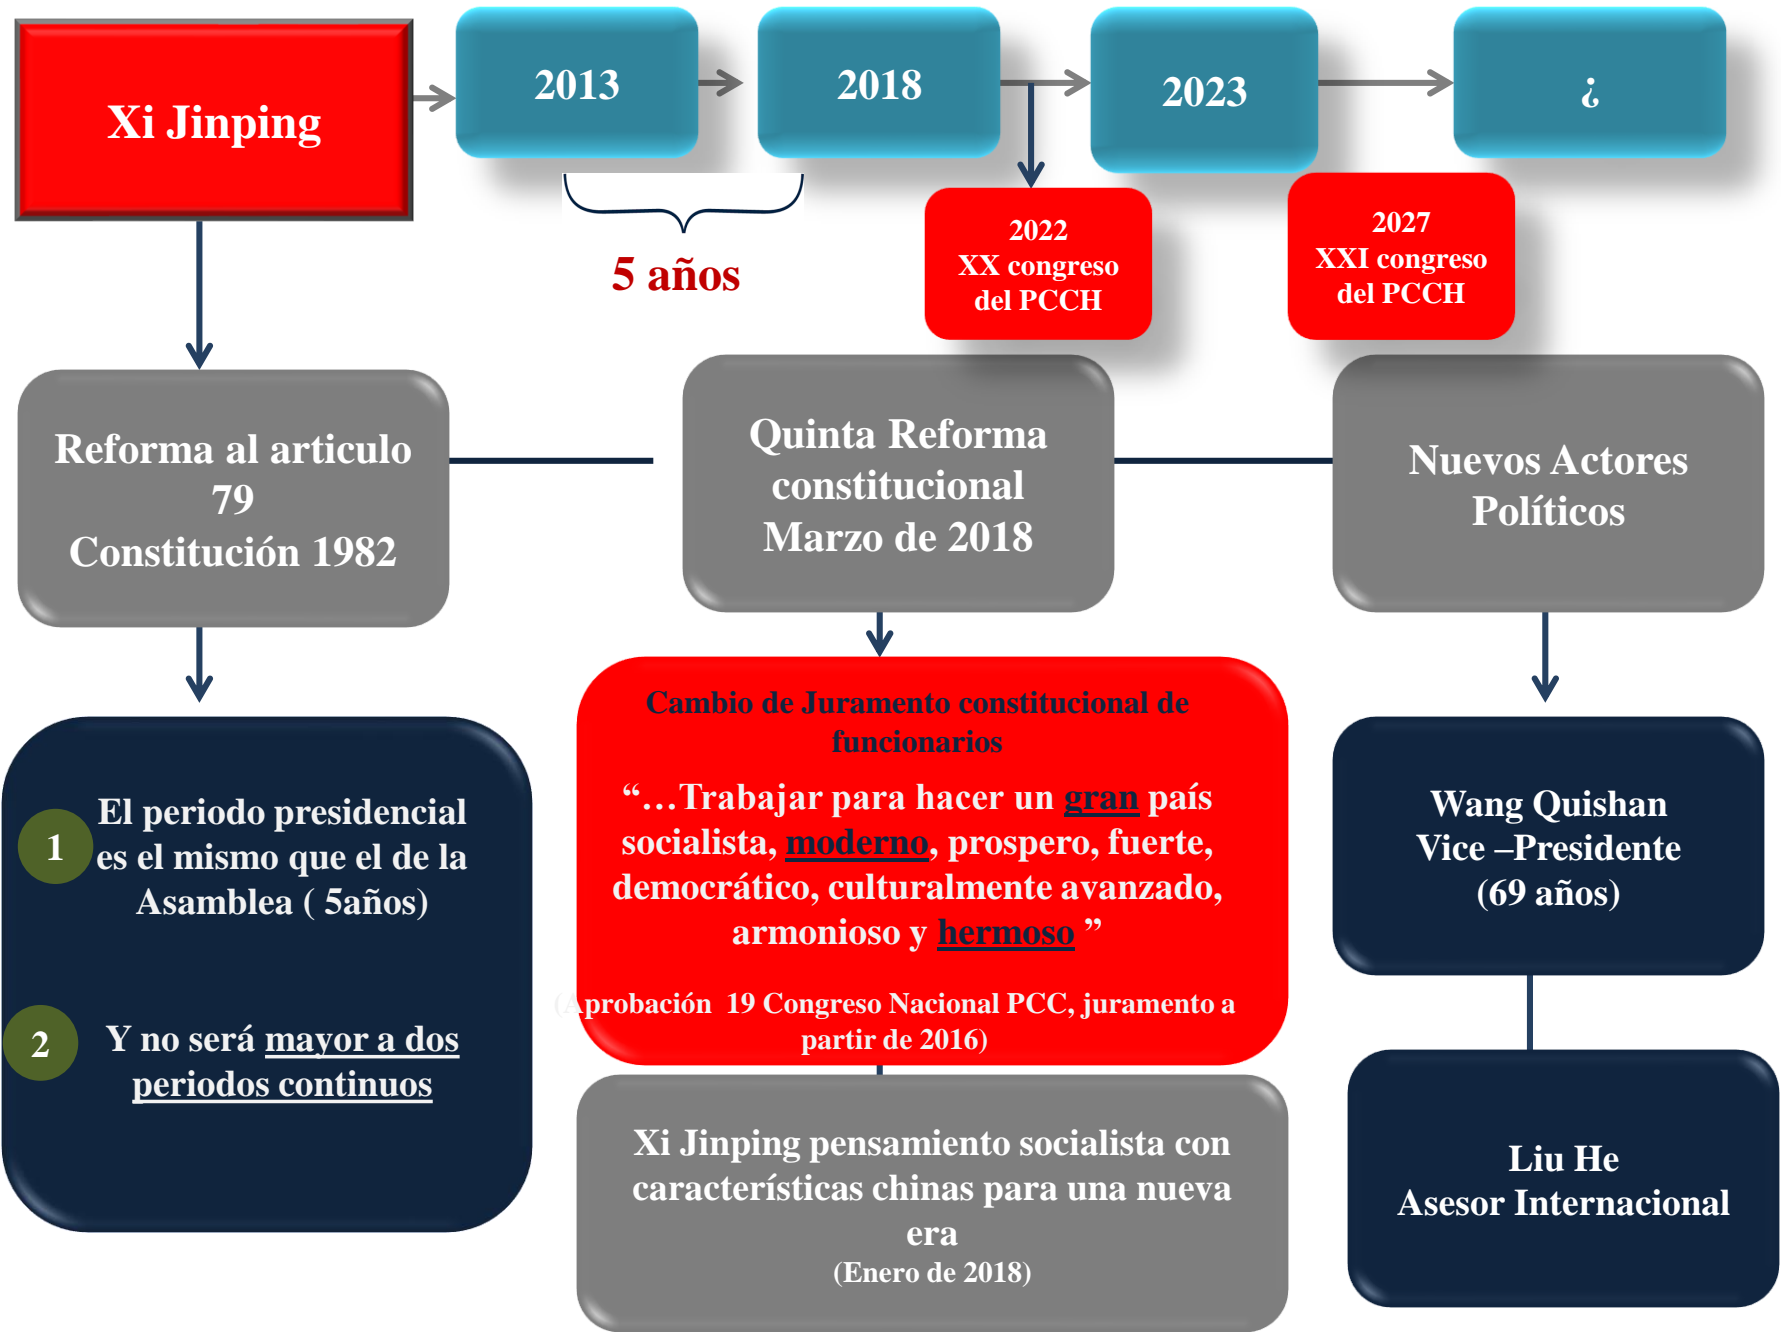 Xi Jinping
2013
2018
2023
¿
5 años
2022
XX congreso
del PCCH
2027
XXI congreso
del PCCH
Reforma al articulo
79
Constitución 1982
Quinta Reforma
constitucional
Marzo de 2018
Nuevos Actores
Políticos
1
El periodo presidencial
es el mismo que el de la
Asamblea ( 5años)
2
Y no será mayor a dos
periodos continuos
Cambio de Juramento constitucional de
funcionarios
“…Trabajar para hacer un gran país
socialista, moderno, prospero, fuerte,
democrático, culturalmente avanzado,
armonioso y hermoso ”
(Aprobación 19 Congreso Nacional PCC, juramento a
partir de 2016)
Xi Jinping pensamiento socialista con
características chinas para una nueva
era
(Enero de 2018)
Wang Quishan
Vice –Presidente
(69 años)
Liu He
Asesor Internacional